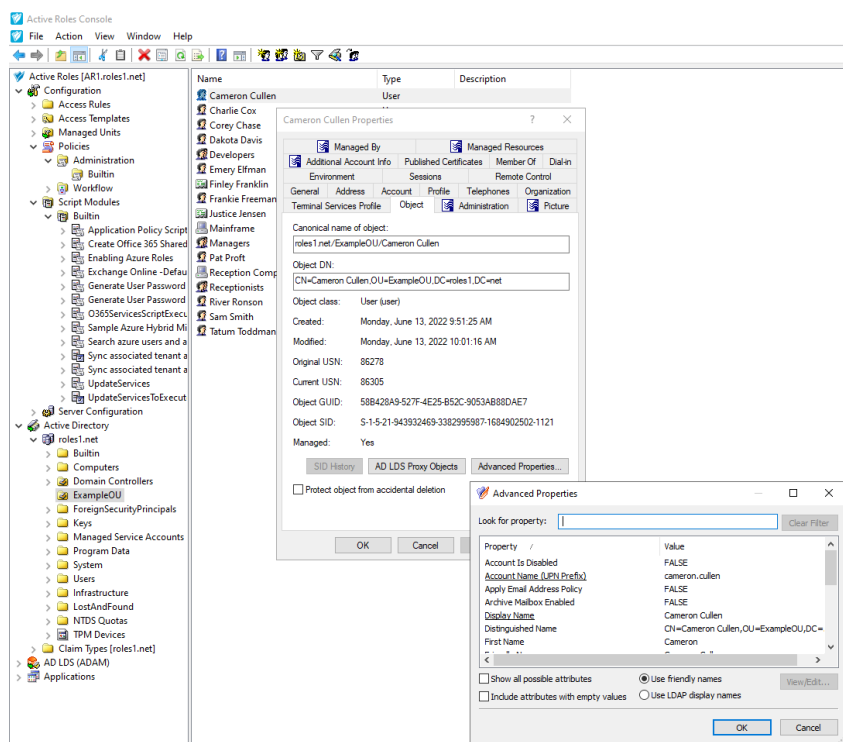 Active Roles Console
File Action View Window Help
Active Roles [AR1.roles1.net]
Configuration
Access Rules
Access Templates
Managed Units
Policies
Administration
Builtin
Workflow
Script Modules
Builtin
Application Policy Script
Create Office 365 Shared
Enabling Azure Roles
Exchange Online -Defau
Generate User Password
Generate User Password
O365ServicesScriptExecu
Sample Azure Hybrid Mi
Search azure users and a
Sync associated tenant a
Sync associated tenant a
UpdateServices
UpdateServicesToExecut
Server Configuration
Active Directory
roles1.net
Builtin
Computers
Domain Controllers
ExampleOU
ForeignSecurityPrincipals
Keys
Managed Service Accounts
Program Data
System
Users
Infrastructure
LostAndFound
NTDS Quotas
TPM Devices
Claim Types [roles1.net]
AD LDS (ADAM)
Applications
Name Type Description
Cameron Cullen User
Charlie Cox
Corey Chase
Dakota Davis
Developers
Emery Elfman
Finley Franklin
Frankie Freeman
Justice Jensen
Mainframe
Managers
Pat Proft
Reception Comp
Receptionists
River Ronson
Sam Smith
Tatum Toddman
Cameron Cullen Properties
Managed By Managed Resources
Additional Account Info Published Certificates Member Of Dial-in
Environment Sessions Remote Control
General Address Account Profile Telephones Organization
Terminal Services Profile Object Administration Picture
Canonical name of object:
roles1.net/ExampleOU/Cameron Cullen
Object DN:
CN=Cameron Cullen,OU=ExampleOU,DC=roles1,DC=net
Object class: User (user)
Created: Monday, June 13, 2022 9:51:25 AM
Modified: Monday, June 13, 2022 10:01:16 AM
Original USN: 86278
Current USN: 86305
Object GUID: 58B428A9-527F-4E25-B52C-9053AB88DAE7
Object SID: S-1-5-21-943932469-3382995987-1684902502-1121
Managed: Yes
SID History AD LDS Proxy Objects Advanced Properties...
Protect object from accidental deletion
OK Cancel
Advanced Properties
Look for property: Clear Filter
Property / Value
Account Is Disabled FALSE
Account Name (UPN Prefix) cameron.cullen
Apply Email Address Policy FALSE
Archive Mailbox Enabled FALSE
Display Name Cameron Cullen
Distinguished Name CN=Cameron Cullen,OU=ExampleOU,DC=
First Name Cameron
Show all possible attributes Use friendly names View/Edit...
Include attributes with empty values Use LDAP display names
OK Cancel